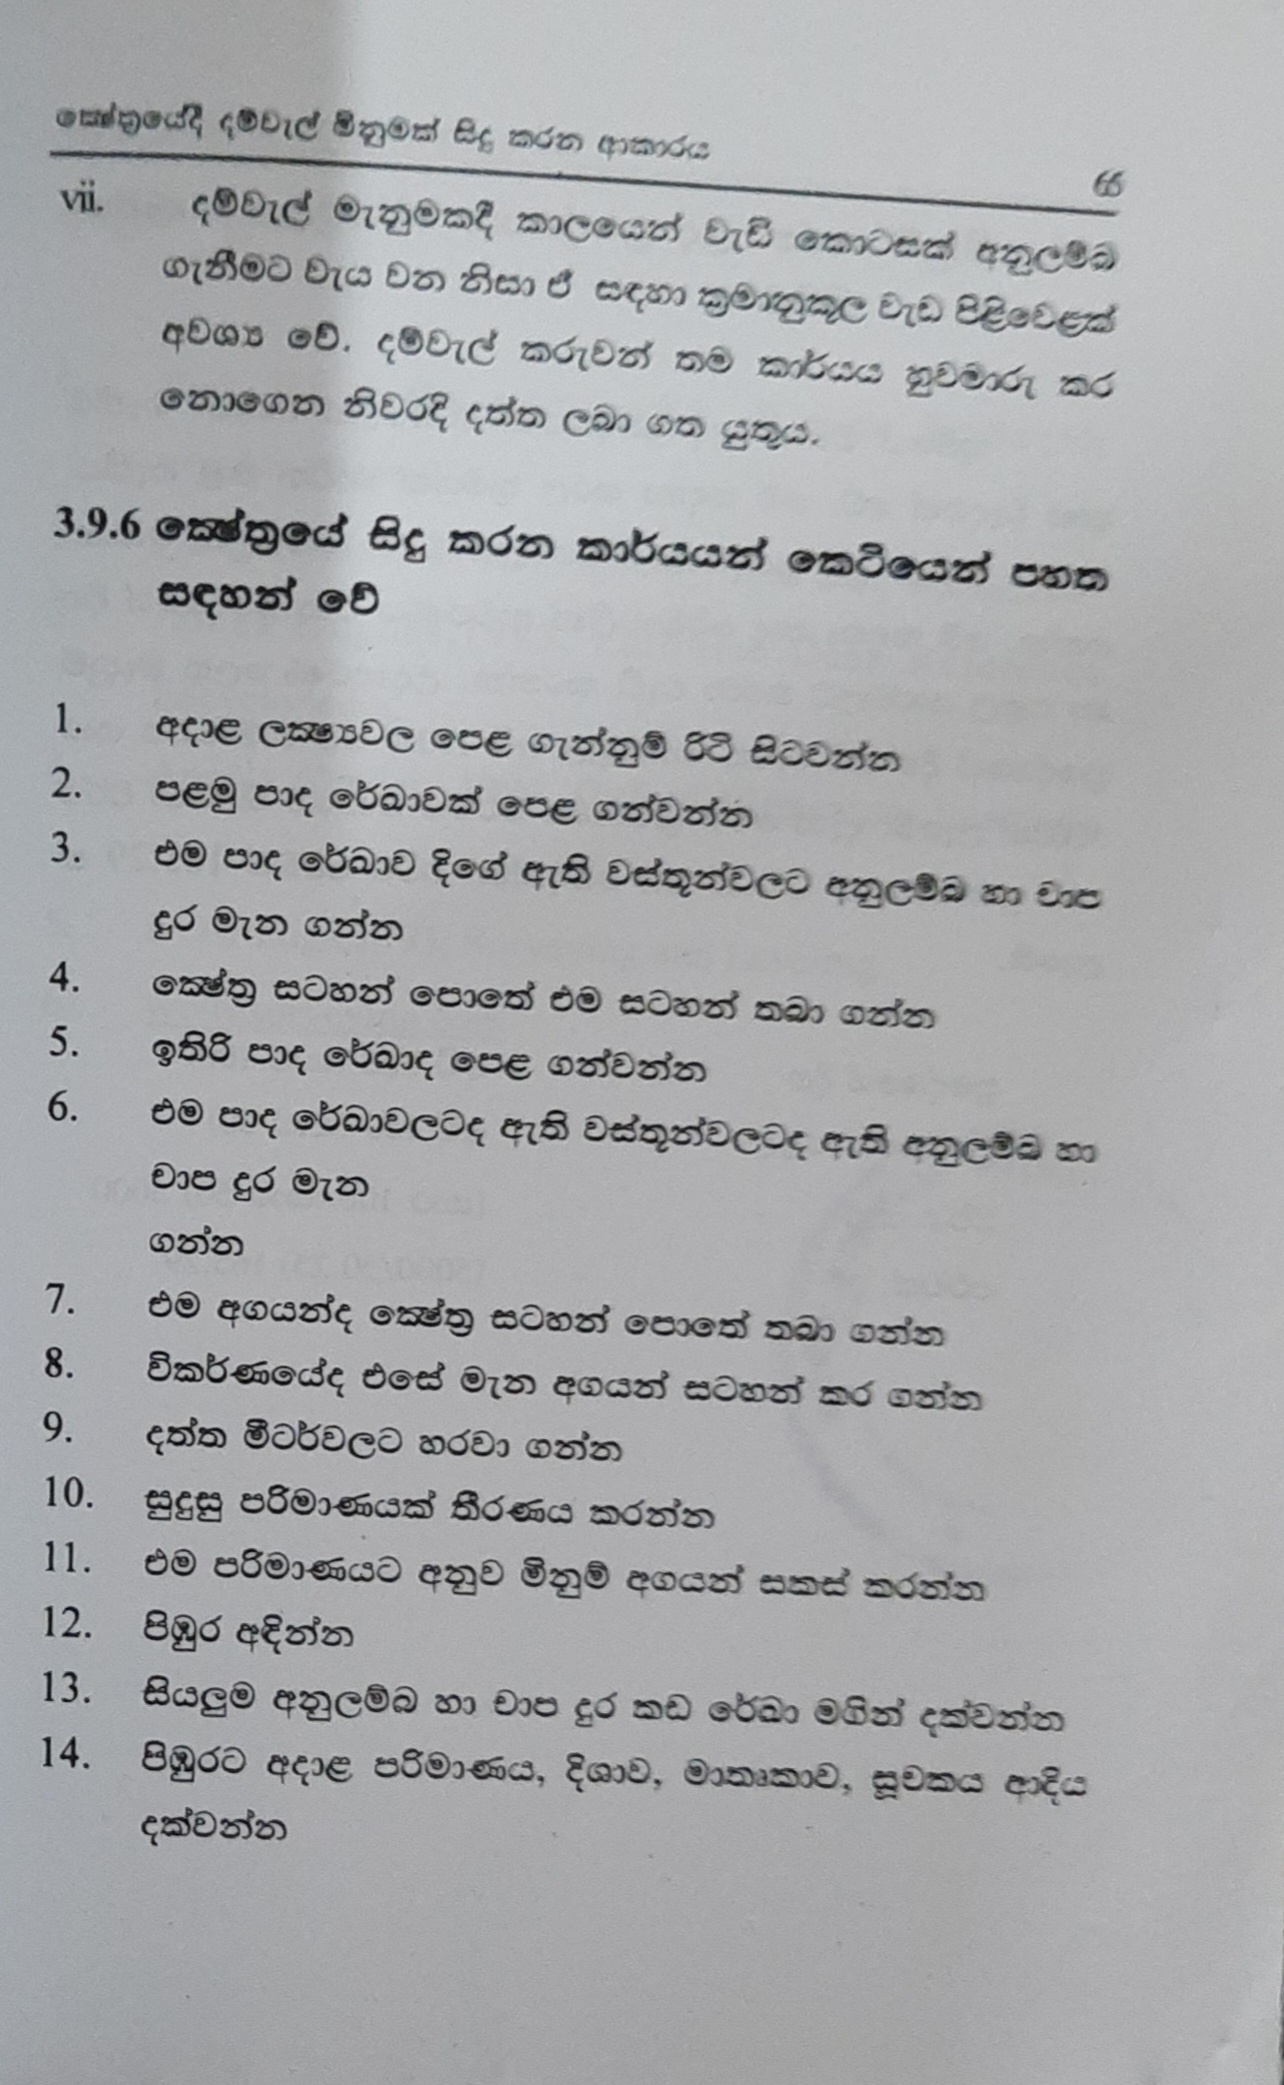 ක්‍ෂේත්‍රයේදී දම්වැල් මිනුමක් සිදු කරන ආකාරය
65
vii. දම්වැල් මැනුමකදී කාලයෙන් වැඩි කොටසක් අනුලම්බ
ගැනීමට වැය වන නිසා ඒ සඳහා ක්‍රමානුකූල වැඩ පිළිවෙළක්
අවශ්‍ය වේ. දම්වැල් කරුවන් තම කාර්යය හුවමාරු කර
නොගෙන නිවරදි දත්ත ලබා ගත යුතුය.
3.9.6 ක්‍ෂේත්‍රයේ සිදු කරන කාර්යයන් කෙටියෙන් පහත
සඳහන් වේ
1. අදාළ ලක්‍ෂ්‍යවල පෙළ ගැන්නුම් රිටි සිටවන්න
2. පළමු පාද රේඛාවක් පෙළ ගන්වන්න
3. එම පාද රේඛාව දිගේ ඇති වස්තූන්වලට අනුලම්බ හා චාප
දුර මැන ගන්න
4. ක්‍ෂේත්‍ර සටහන් පොතේ එම සටහන් තබා ගන්න
5. ඉතිරි පාද රේඛාද පෙළ ගන්වන්න
6. එම පාද රේඛාවලටද ඇති වස්තූන්වලටද ඇති අනුලම්බ හා
චාප දුර මැන
ගන්න
7. එම අගයන්ද ක්‍ෂේත්‍ර සටහන් පොතේ තබා ගන්න
8. විකර්ණයේද එසේ මැන අගයන් සටහන් කර ගන්න
9. දත්ත මීටර්වලට හරවා ගන්න
10. සුදුසු පරිමාණයක් තීරණය කරන්න
11. එම පරිමාණයට අනුව මිනුම් අගයන් සකස් කරන්න
12. පිඹුර අඳින්න
13. සියලුම අනුලම්බ හා චාප දුර කඩ රේඛා මගින් දක්වන්න
14. පිඹුරට අදාළ පරිමාණය, දිශාව, මාතෘකාව, සූචකය ආදිය
දක්වන්න